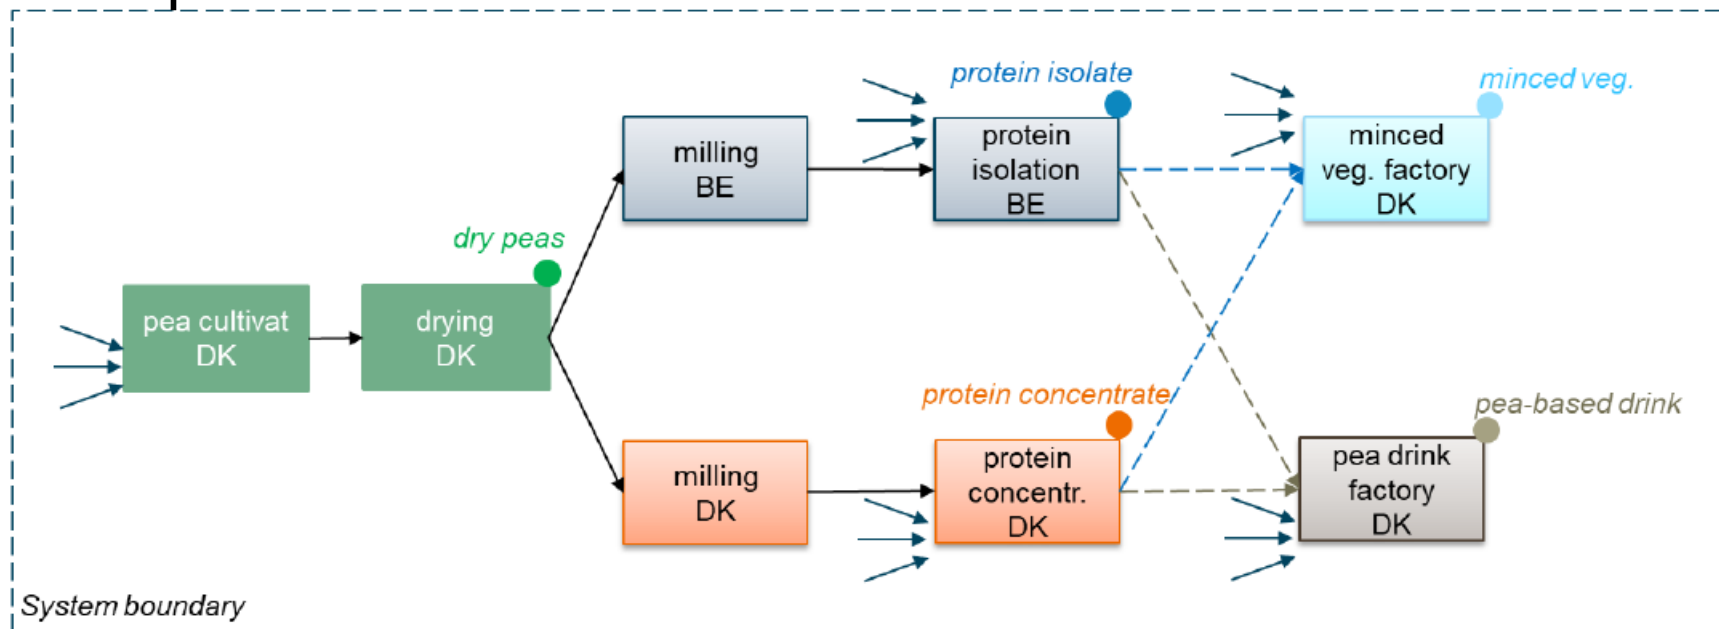 protein isolate
minced veg.
milling
BE
protein
isolation
BE
minced
veg. factory
DK
dry peas
pea cultivat
DK
drying
DK
protein concentrate
pea-based drink
milling
DK
protein
concentr.
DK
pea drink
factory
DK
System boundary